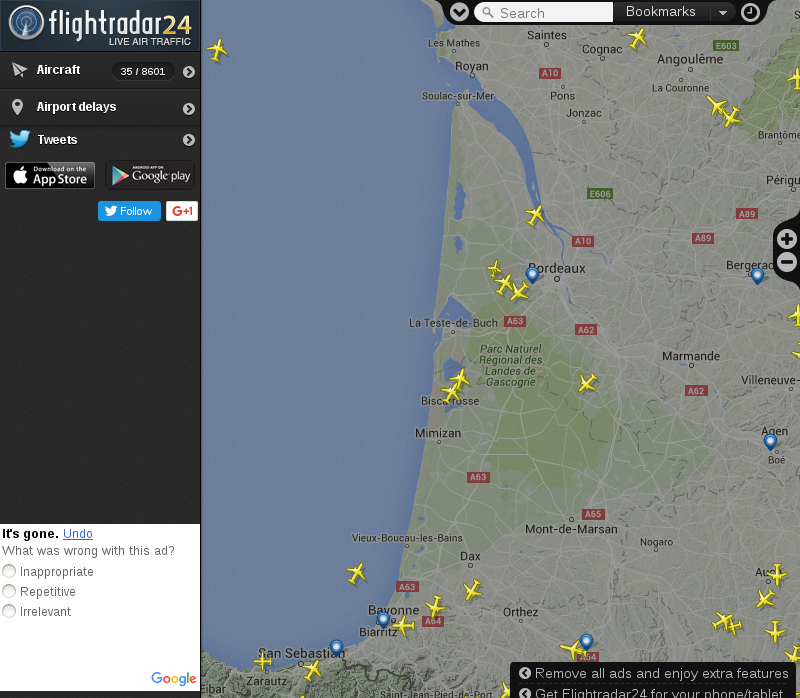 flightradar24
LIVE AIR TRAFFIC
Aircraft
35 / 8601
Airport delays
Tweets
Download on the
App Store
ANDROID APP ON
Google play
Follow
G+1
It's gone. Undo
What was wrong with this ad?
Inappropriate
Repetitive
Irrelevant
Google
Search
Bookmarks
Saintes
Les Mathes
Cognac
E603
Royan
Angoulême
A10
La Couronne
Soulac-sur-Mer
Pons
Jonzac
Brantôme
Périgu
E606
A89
A89
A10
Bordeaux
Bergerac
La Teste-de-Buch
A63
A62
Parc Naturel
Régional des
Landes de
Gascogne
Marmande
Villeneuve-
A62
Biscarrosse
Mimizan
Agen
Boé
A63
A65
Mont-de-Marsan
Vieux-Boucau-les-Bains
Nogaro
Dax
Auch
A63
Bayonne
Orthez
A64
Biarritz
San Sebastián
A64
Zarautz
Eibar
Saint-Jean-Pied-de-Port
Remove all ads and enjoy extra features
Get Flightradar24 for your phone/tablet